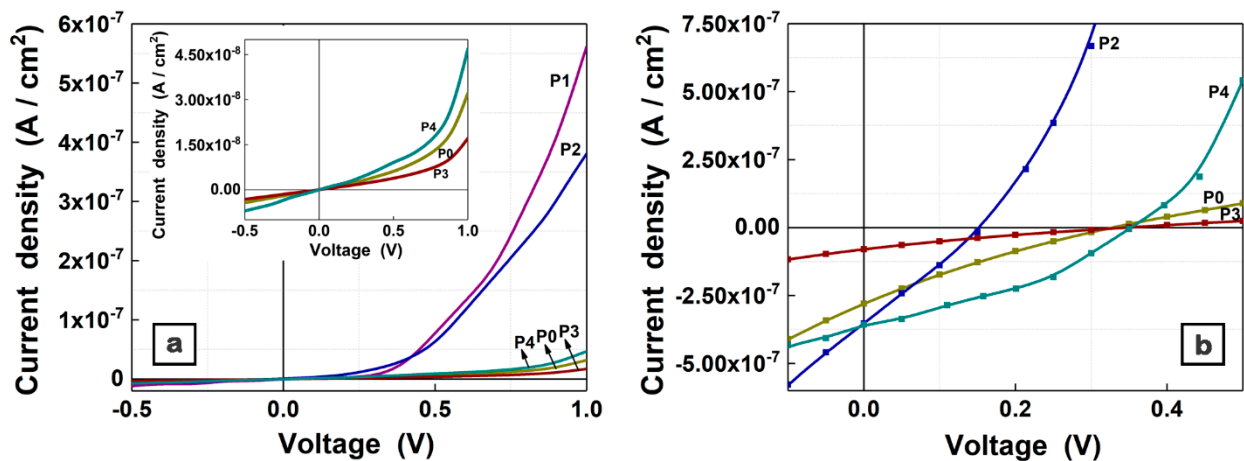 6x10⁻⁷
5x10⁻⁷
4x10⁻⁷
3x10⁻⁷
2x10⁻⁷
1x10⁻⁷
0
Current density (A / cm²)
-0.5
0.0
0.5
1.0
Voltage (V)
P1
P2
P4
P0
P3
a
4.50x10⁻⁸
3.00x10⁻⁸
1.50x10⁻⁸
0.00
Current density (A / cm²)
-0.5
0.0
0.5
1.0
Voltage (V)
P4
P0
P3
7.50x10⁻⁷
5.00x10⁻⁷
2.50x10⁻⁷
0.00
-2.50x10⁻⁷
-5.00x10⁻⁷
Current density (A / cm²)
0.0
0.2
0.4
Voltage (V)
P2
P4
P0
P3
b